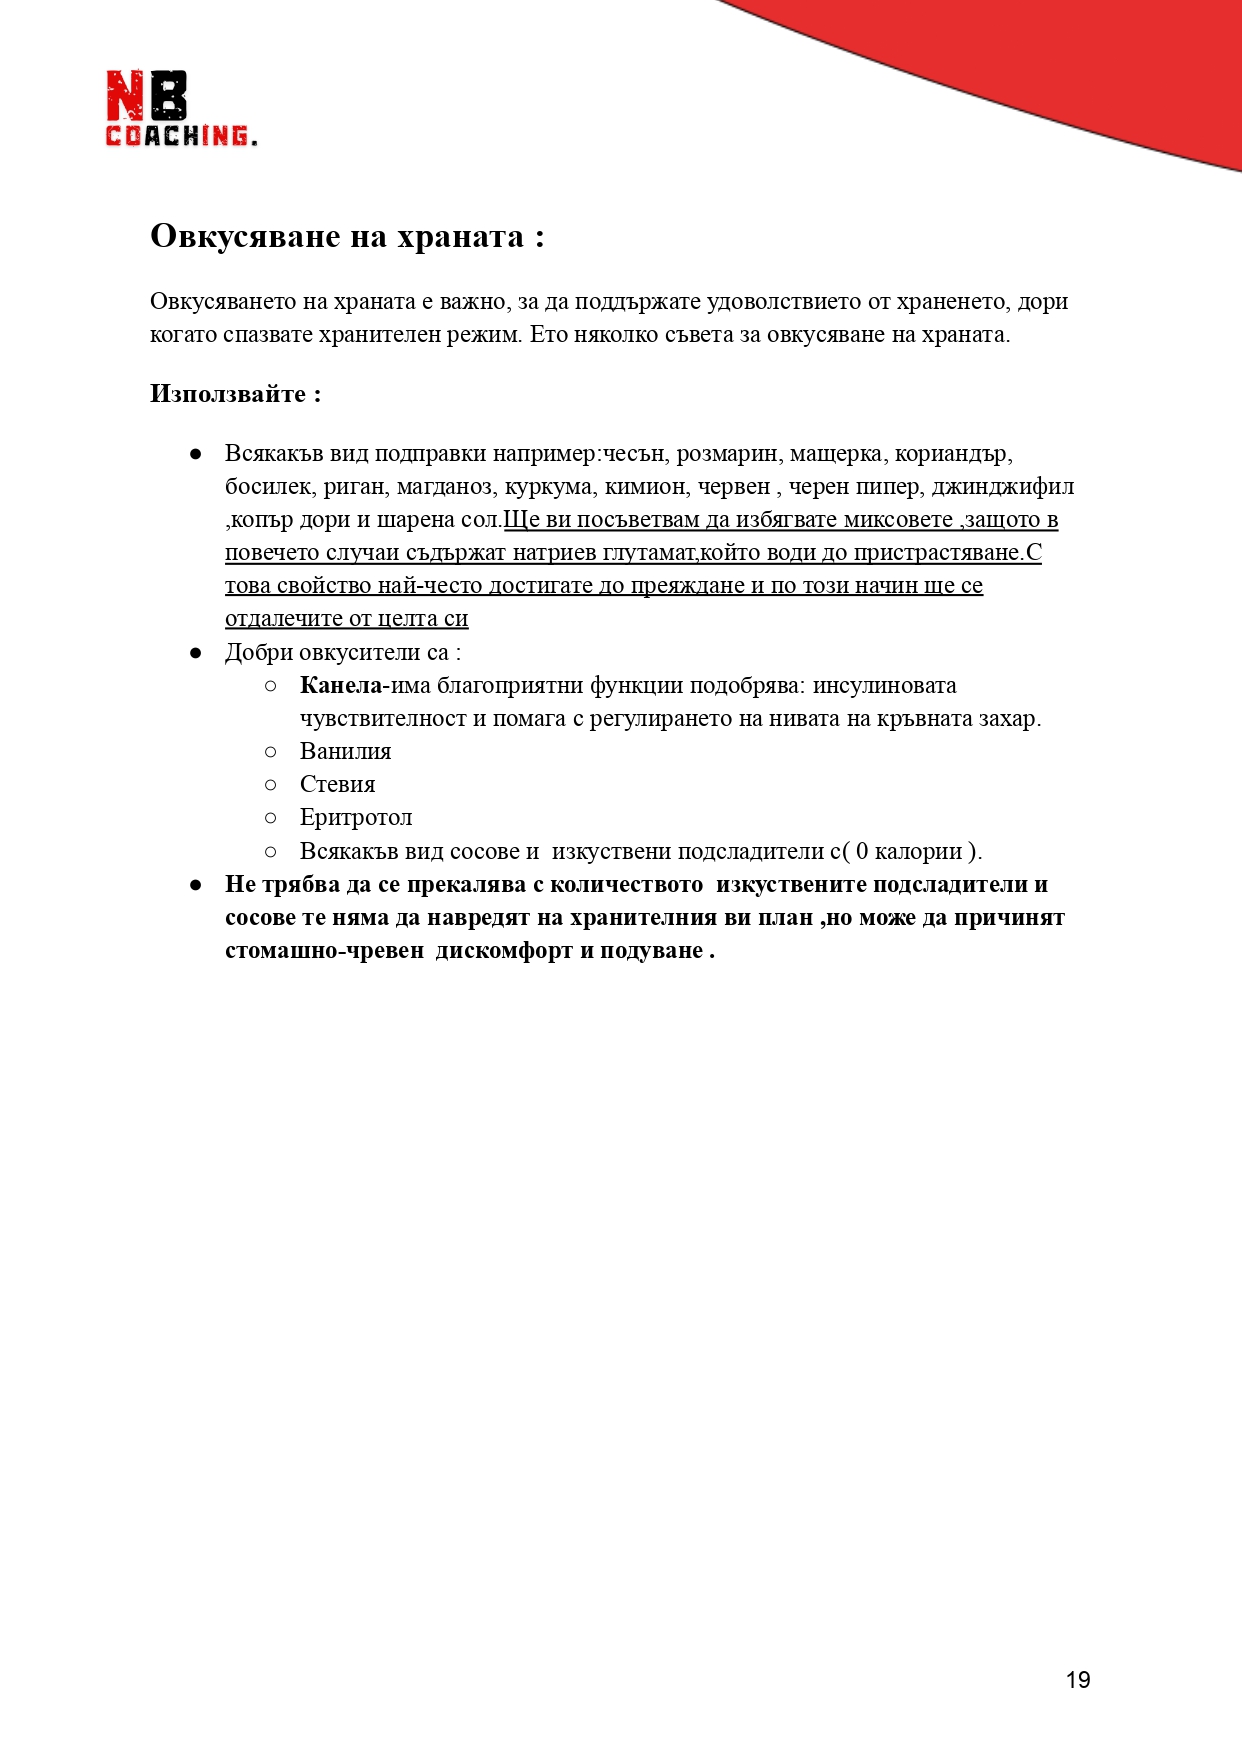 NB
COACHING.
Овкусяване на храната :
Овкусяването на храната е важно, за да поддържате удоволствието от храненето, дори
когато спазвате хранителен режим. Ето няколко съвета за овкусяване на храната.
Използвайте :
● Всякакъв вид подправки например:чесън, розмарин, мащерка, кориандър,
босилек, риган, магданоз, куркума, кимион, червен , черен пипер, джинджифил
,копър дори и шарена сол.Ще ви посъветвам да избягвате миксовете ,защото в
повечето случаи съдържат натриев глутамат,който води до пристрастяване.С
това свойство най-често достигате до преяждане и по този начин ще се
отдалечите от целта си
● Добри овкусители са :
○ Канела-има благоприятни функции подобрява: инсулиновата
чувствителност и помага с регулирането на нивата на кръвната захар.
○ Ванилия
○ Стевия
○ Еритротол
○ Всякакъв вид сосове и  изкуствени подсладители с( 0 калории ).
● Не трябва да се прекалява с количеството  изкуствените подсладители и
сосове те няма да навредят на хранителния ви план ,но може да причинят
стомашно-чревен  дискомфорт и подуване .
19